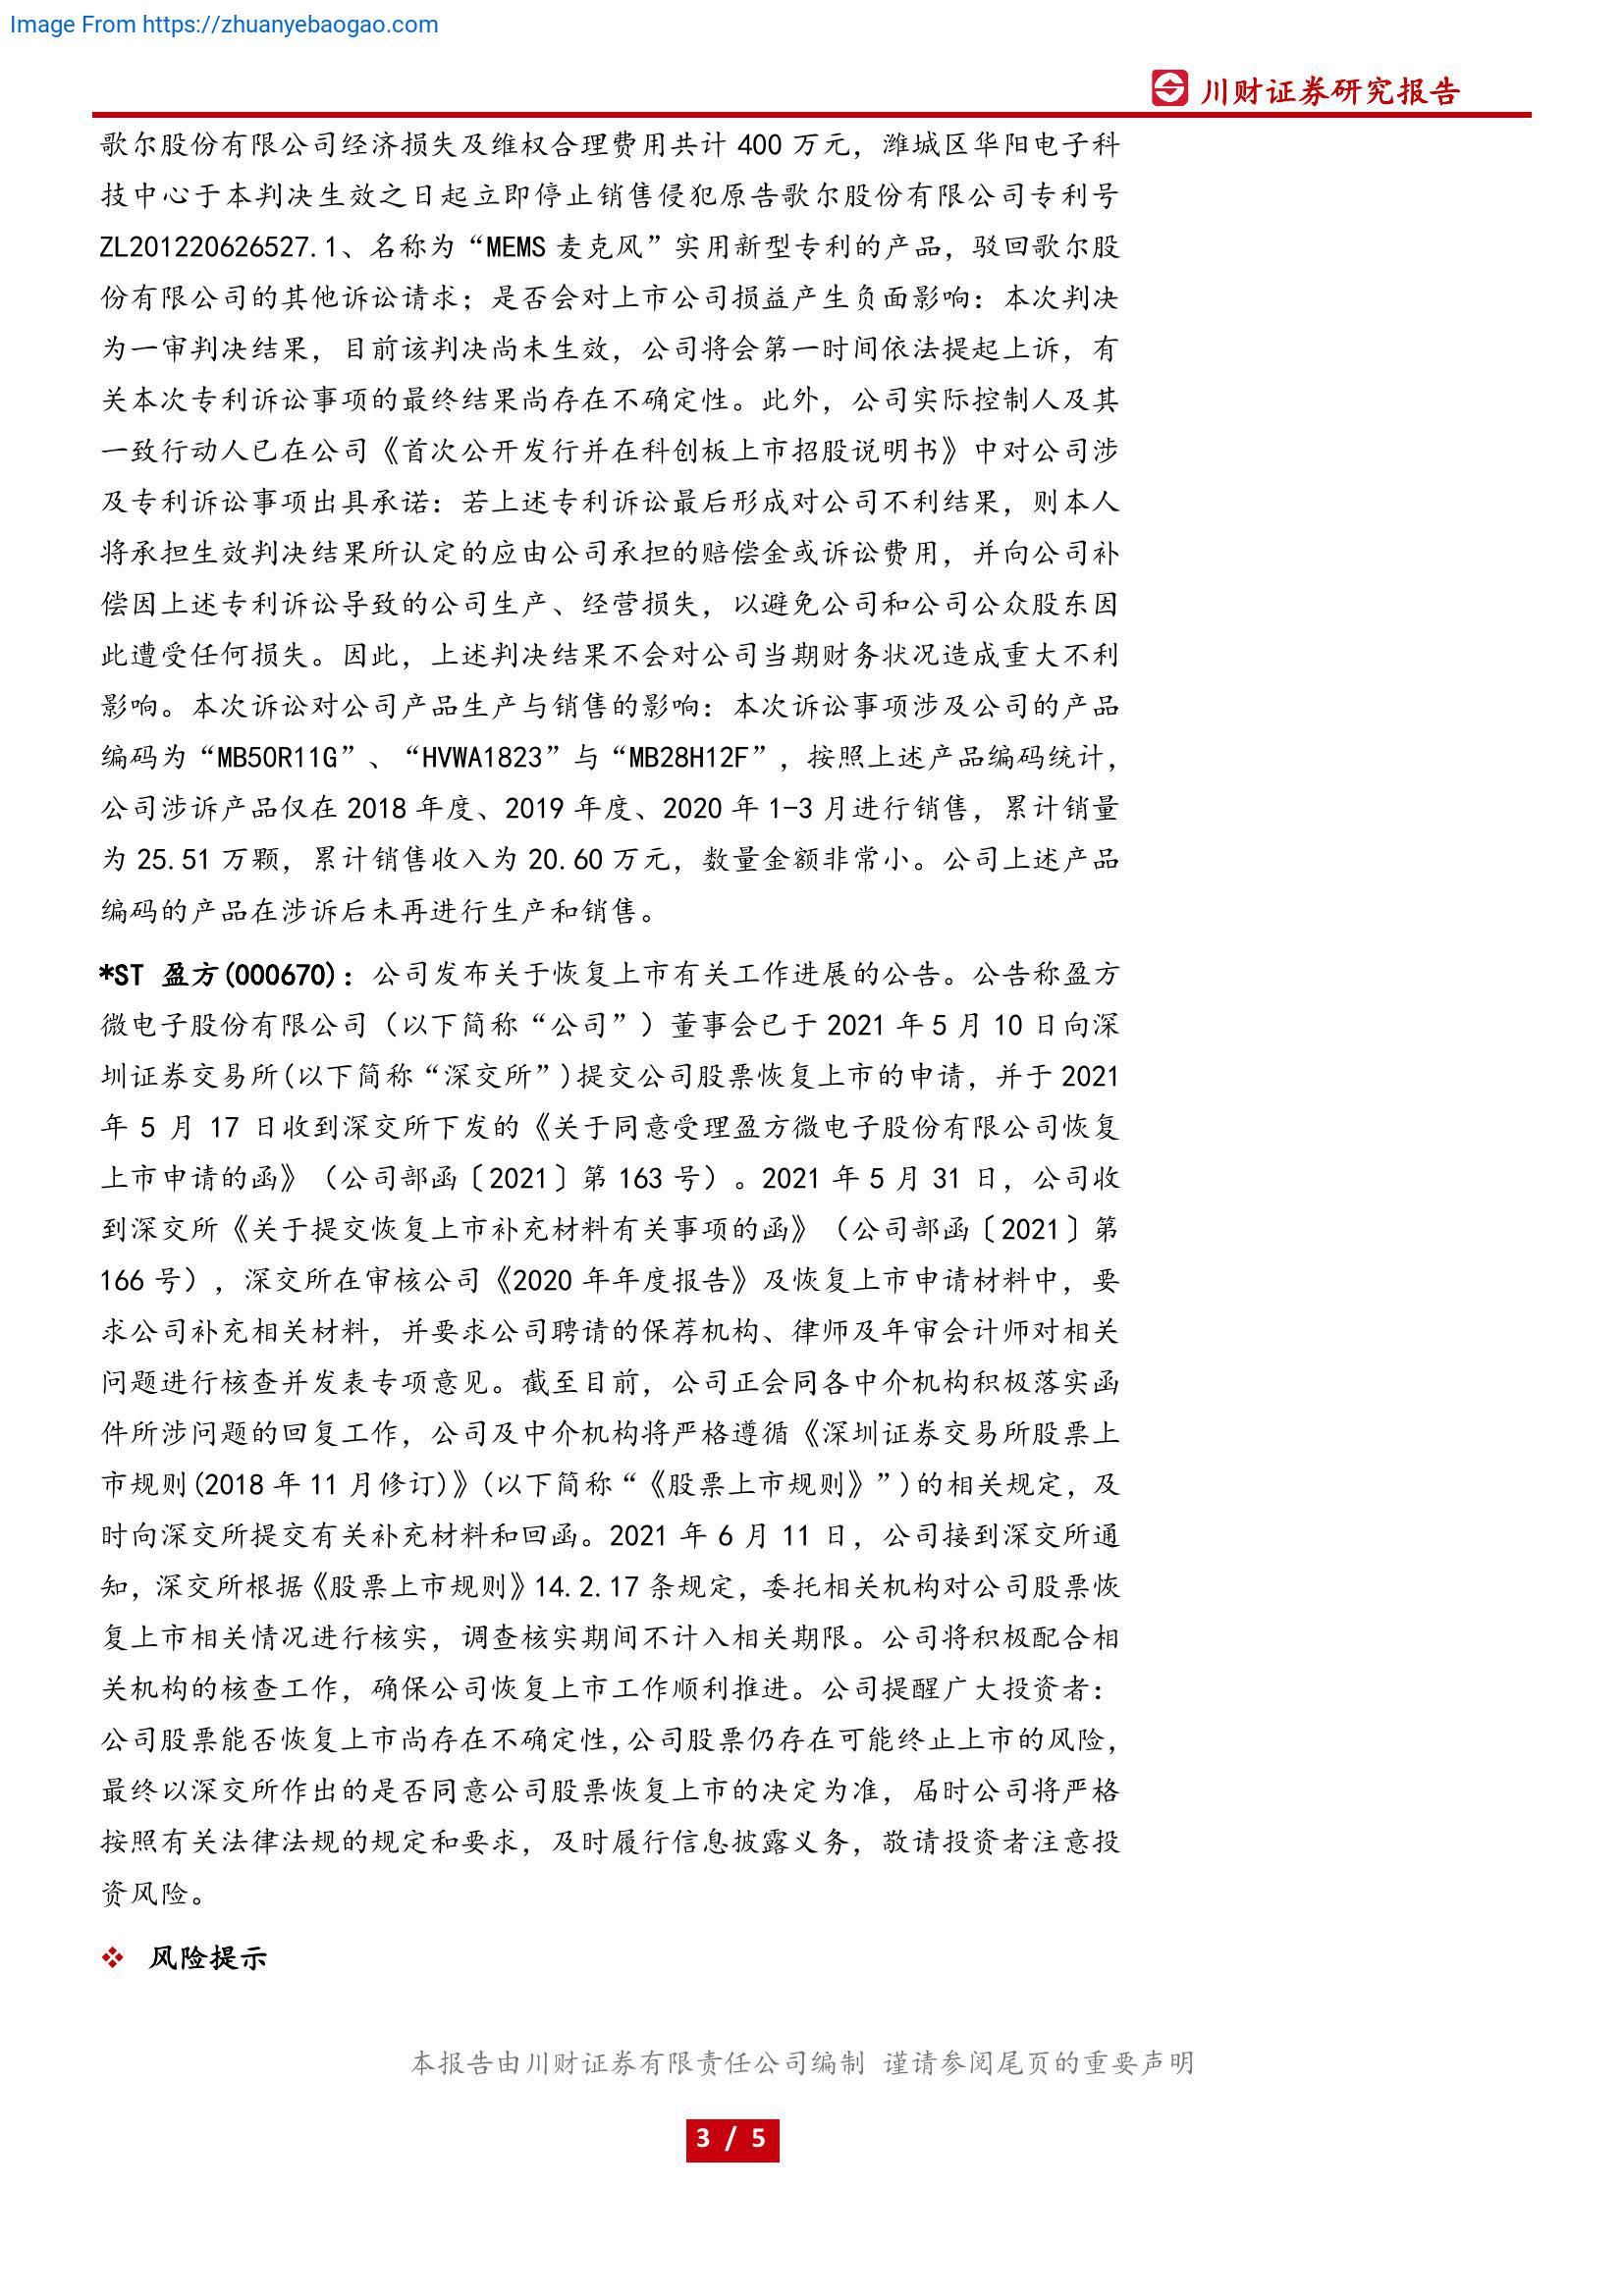 Image From https://zhuanyebaogao.com
川财证券研究报告
歌尔股份有限公司经济损失及维权合理费用共计 400 万元，潍城区华阳电子科
技中心于本判决生效之日起立即停止销售侵犯原告歌尔股份有限公司专利号
ZL201220626527.1、名称为“MEMS 麦克风”实用新型专利的产品，驳回歌尔股
份有限公司的其他诉讼请求；是否会对上市公司损益产生负面影响：本次判决
为一审判决结果，目前该判决尚未生效，公司将会第一时间依法提起上诉，有
关本次专利诉讼事项的最终结果尚存在不确定性。此外，公司实际控制人及其
一致行动人已在公司《首次公开发行并在科创板上市招股说明书》中对公司涉
及专利诉讼事项出具承诺：若上述专利诉讼最后形成对公司不利结果，则本人
将承担生效判决结果所认定的应由公司承担的赔偿金或诉讼费用，并向公司补
偿因上述专利诉讼导致的公司生产、经营损失，以避免公司和公司公众股东因
此遭受任何损失。因此，上述判决结果不会对公司当期财务状况造成重大不利
影响。本次诉讼对公司产品生产与销售的影响：本次诉讼事项涉及公司的产品
编码为“MB50R11G”、“HVWA1823”与“MB28H12F”，按照上述产品编码统计，
公司涉诉产品仅在 2018 年度、2019 年度、2020 年 1-3 月进行销售，累计销量
为 25.51 万颗，累计销售收入为 20.60 万元，数量金额非常小。公司上述产品
编码的产品在涉诉后未再进行生产和销售。
*ST 盈方(000670)：公司发布关于恢复上市有关工作进展的公告。公告称盈方
微电子股份有限公司（以下简称“公司”）董事会已于 2021 年 5 月 10 日向深
圳证券交易所(以下简称“深交所”)提交公司股票恢复上市的申请，并于 2021
年 5 月 17 日收到深交所下发的《关于同意受理盈方微电子股份有限公司恢复
上市申请的函》（公司部函〔2021〕第 163 号）。2021 年 5 月 31 日，公司收
到深交所《关于提交恢复上市补充材料有关事项的函》（公司部函〔2021〕第
166 号），深交所在审核公司《2020 年年度报告》及恢复上市申请材料中，要
求公司补充相关材料，并要求公司聘请的保荐机构、律师及年审会计师对相关
问题进行核查并发表专项意见。截至目前，公司正会同各中介机构积极落实函
件所涉问题的回复工作，公司及中介机构将严格遵循《深圳证券交易所股票上
市规则(2018 年 11 月修订)》(以下简称“《股票上市规则》”)的相关规定，及
时向深交所提交有关补充材料和回函。2021 年 6 月 11 日，公司接到深交所通
知，深交所根据《股票上市规则》14.2.17 条规定，委托相关机构对公司股票恢
复上市相关情况进行核实，调查核实期间不计入相关期限。公司将积极配合相
关机构的核查工作，确保公司恢复上市工作顺利推进。公司提醒广大投资者：
公司股票能否恢复上市尚存在不确定性,公司股票仍存在可能终止上市的风险，
最终以深交所作出的是否同意公司股票恢复上市的决定为准，届时公司将严格
按照有关法律法规的规定和要求，及时履行信息披露义务，敬请投资者注意投
资风险。
❖ 风险提示
本报告由川财证券有限责任公司编制 谨请参阅尾页的重要声明
3 / 5